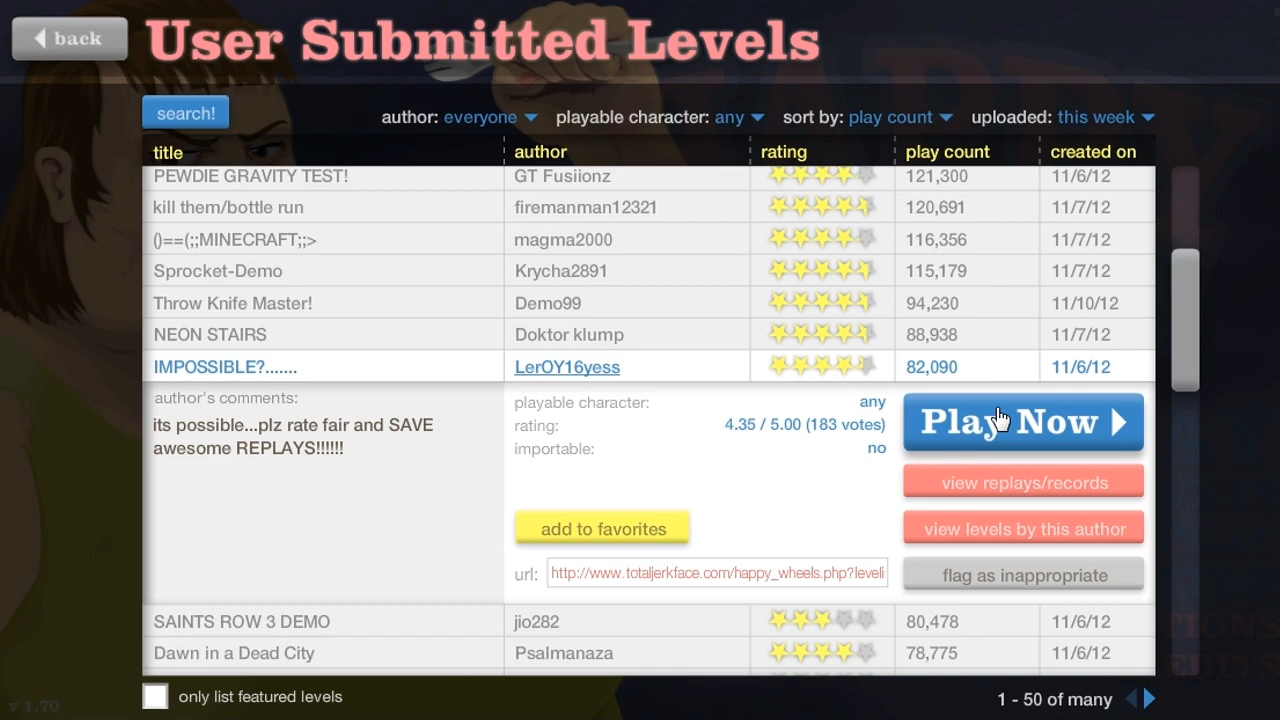 back
User Submitted Levels
search!
author: everyone playable character: any sort by: play count uploaded: this week
title author rating play count created on
PEWDIE GRAVITY TEST! GT Fusiionz 121,300 11/6/12
kill them/bottle run firemanman12321 120,691 11/7/12
()==(;;MINECRAFT;;> magma2000 116,356 11/7/12
Sprocket-Demo Krycha2891 115,179 11/7/12
Throw Knife Master! Demo99 94,230 11/10/12
NEON STAIRS Doktor klump 88,938 11/7/12
IMPOSSIBLE?....... LerOY16yess 82,090 11/6/12
author's comments:
its possible...plz rate fair and SAVE
awesome REPLAYS!!!!!!
playable character: any
rating: 4.35 / 5.00 (183 votes)
importable: no
add to favorites
url: http://www.totaljerkface.com/happy_wheels.php?leveli
Play Now
view replays/records
view levels by this author
flag as inappropriate
SAINTS ROW 3 DEMO jio282 80,478 11/6/12
Dawn in a Dead City Psalmanaza 78,775 11/6/12
only list featured levels
1 - 50 of many
v 1.70